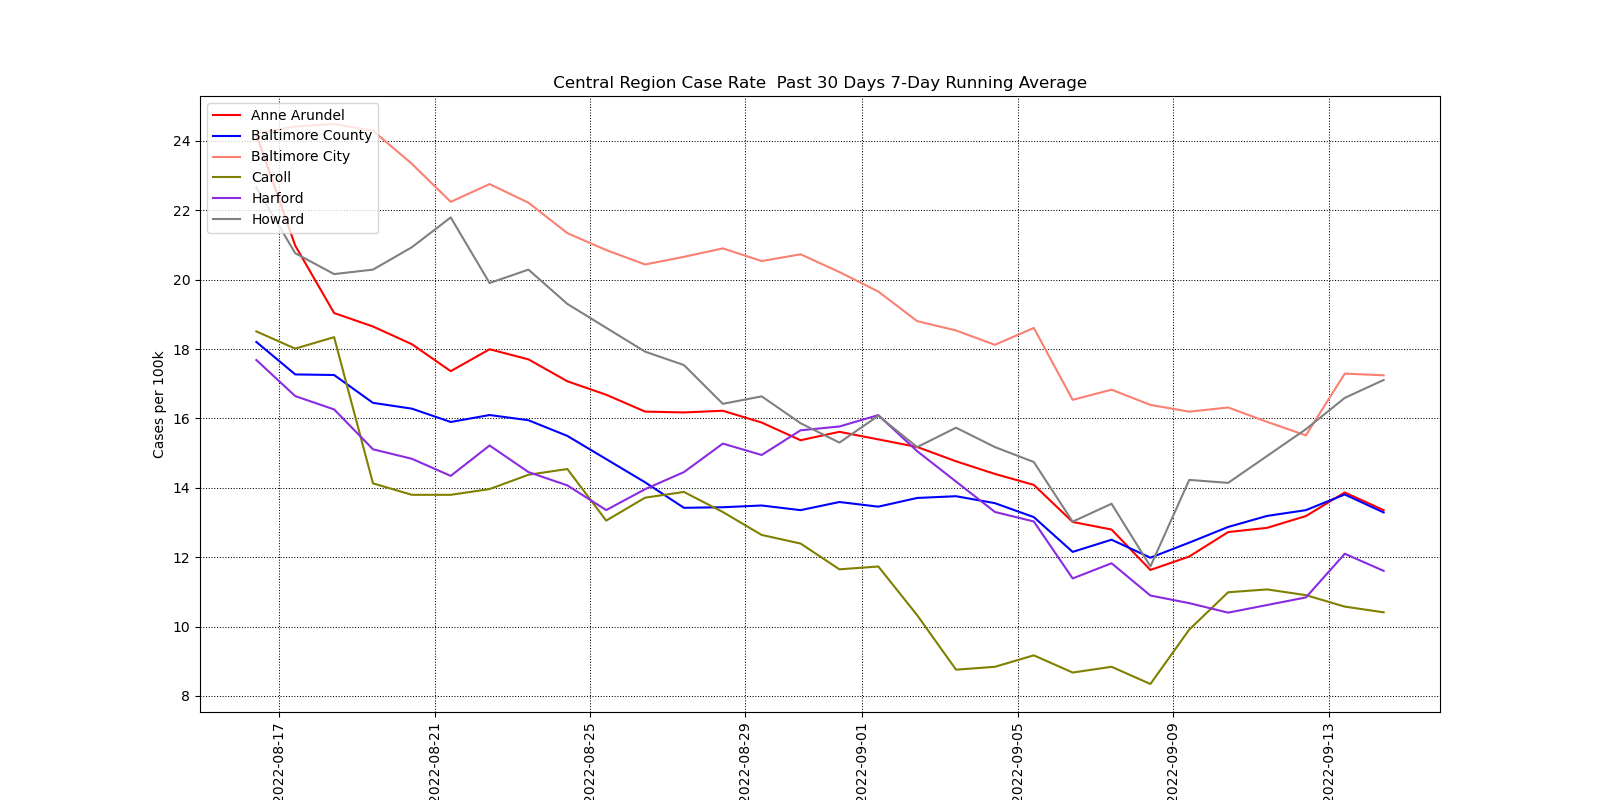 Central Region Case Rate  Past 30 Days 7-Day Running Average
Anne Arundel
Baltimore County
Baltimore City
Caroll
Harford
Howard
Cases per 100k
24
22
20
18
16
14
12
10
8
2022-08-17
2022-08-21
2022-08-25
2022-08-29
2022-09-01
2022-09-05
2022-09-09
2022-09-13